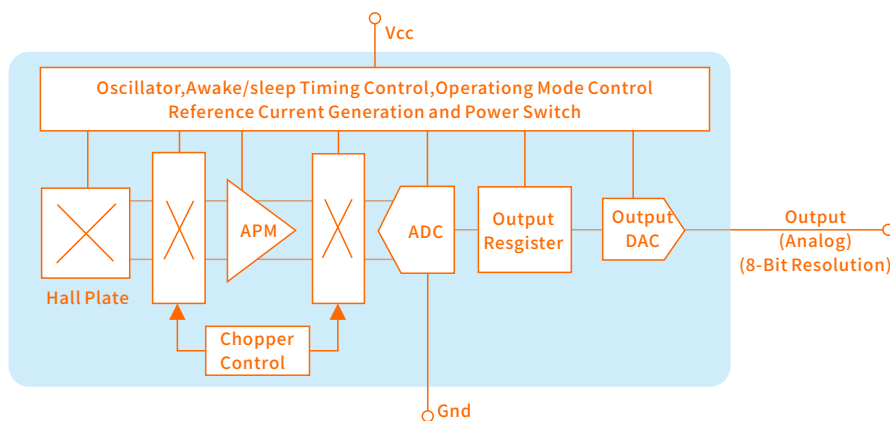 Vcc
Oscillator,Awake/sleep Timing Control,Operationg Mode Control
Reference Current Generation and Power Switch
APM
ADC
Output
Resgister
Output
DAC
Output
(Analog)
(8-Bit Resolution)
Hall Plate
Chopper
Control
Gnd